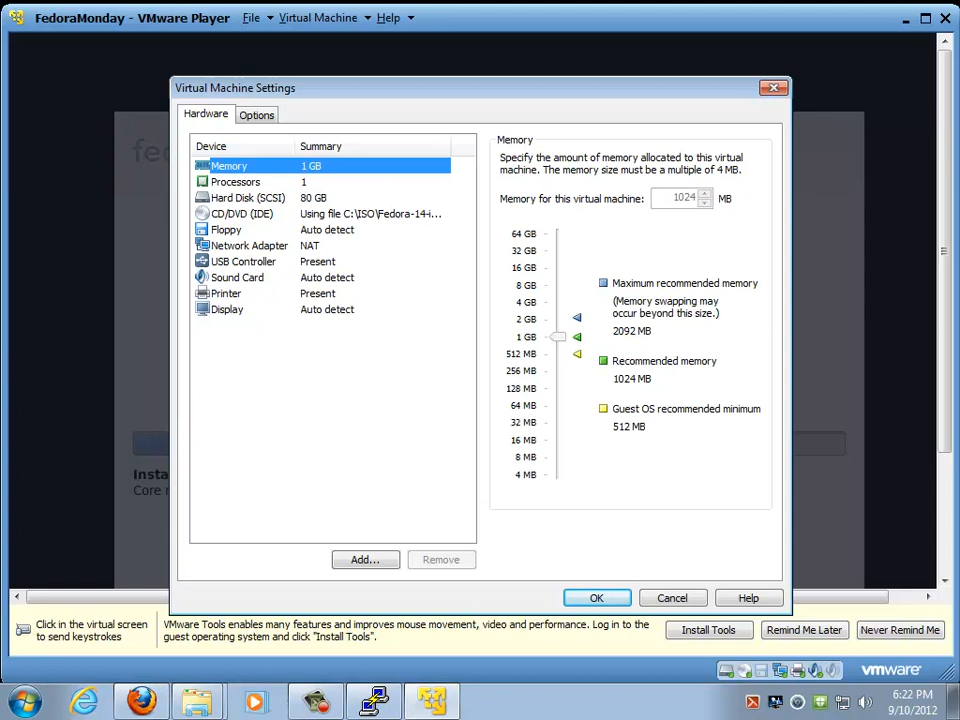 FedoraMonday - VMware Player File Virtual Machine Help
Virtual Machine Settings
Hardware Options
Device Summary
Memory 1 GB
Processors 1
Hard Disk (SCSI) 80 GB
CD/DVD (IDE) Using file C:\ISO\Fedora-14-i...
Floppy Auto detect
Network Adapter NAT
USB Controller Present
Sound Card Auto detect
Printer Present
Display Auto detect
Add... Remove
Memory
Specify the amount of memory allocated to this virtual
machine. The memory size must be a multiple of 4 MB.
Memory for this virtual machine: 1024 MB
64 GB
32 GB
16 GB
8 GB
4 GB
2 GB
1 GB
512 MB
256 MB
128 MB
64 MB
32 MB
16 MB
8 MB
4 MB
Maximum recommended memory
(Memory swapping may
occur beyond this size.)
2092 MB
Recommended memory
1024 MB
Guest OS recommended minimum
512 MB
OK Cancel Help
fed
Insta
Core
Click in the virtual screen
to send keystrokes
VMware Tools enables many features and improves mouse movement, video and performance. Log in to the
guest operating system and click "Install Tools".
Install Tools Remind Me Later Never Remind Me
vmware
6:22 PM
9/10/2012